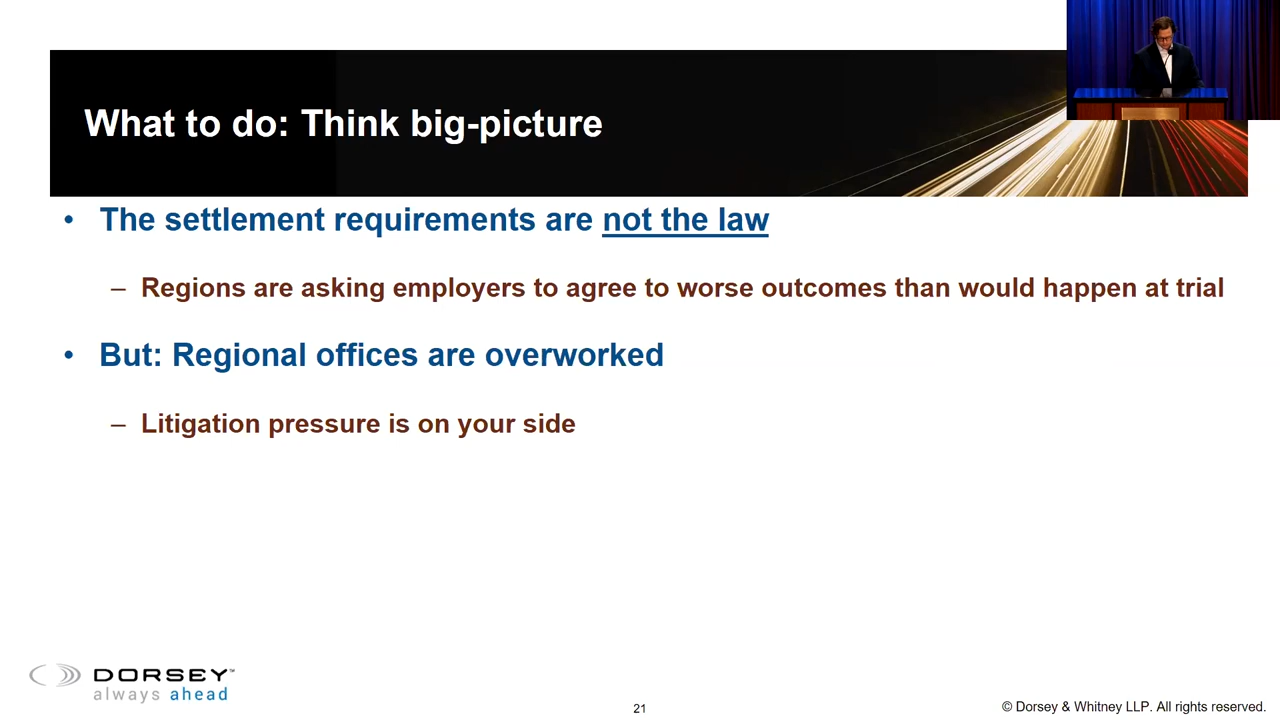 What to do: Think big-picture
• The settlement requirements are not the law
– Regions are asking employers to agree to worse outcomes than would happen at trial
• But: Regional offices are overworked
– Litigation pressure is on your side
DORSEY™
always ahead
21
© Dorsey & Whitney LLP. All rights reserved.